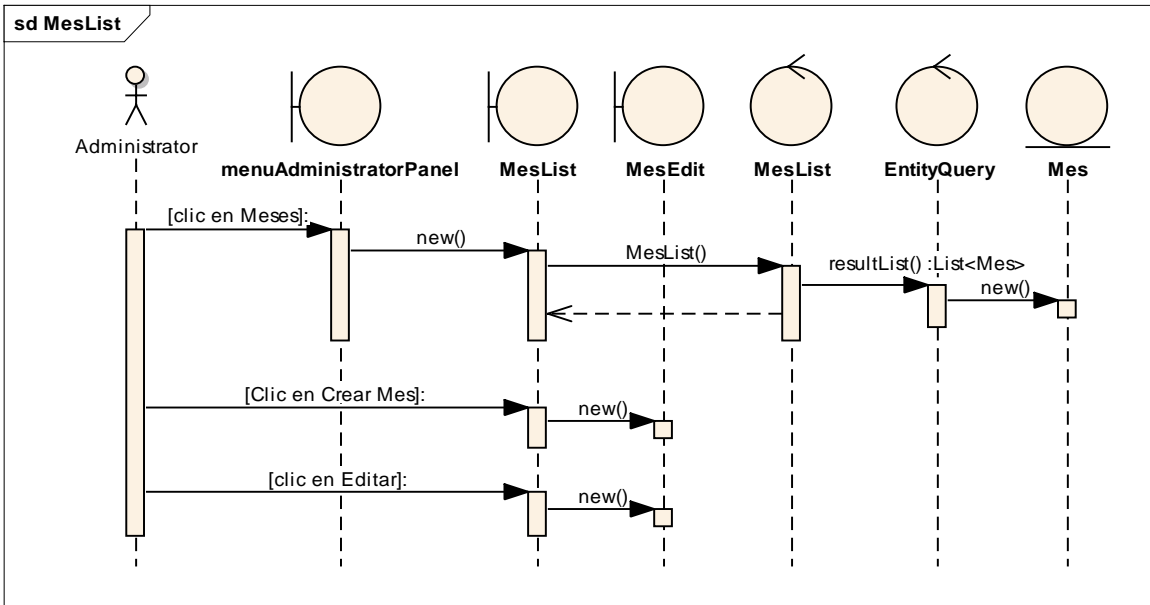 sd MesList
Administrator
menuAdministratorPanel
MesList
MesEdit
MesList
EntityQuery
Mes
[clic en Meses]:
new()
MesList()
resultList() :List<Mes>
new()
[Clic en Crear Mes]:
new()
[clic en Editar]:
new()